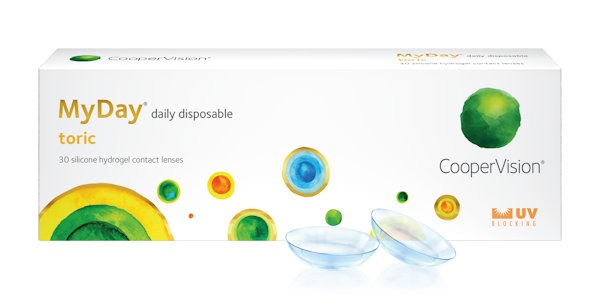 CooperVision®
MyDay® daily disposable
toric
30 silicone hydrogel contact lenses
MyDay® daily disposable
toric
30 silicone hydrogel contact lenses
CooperVision®
UV
BLOCKING